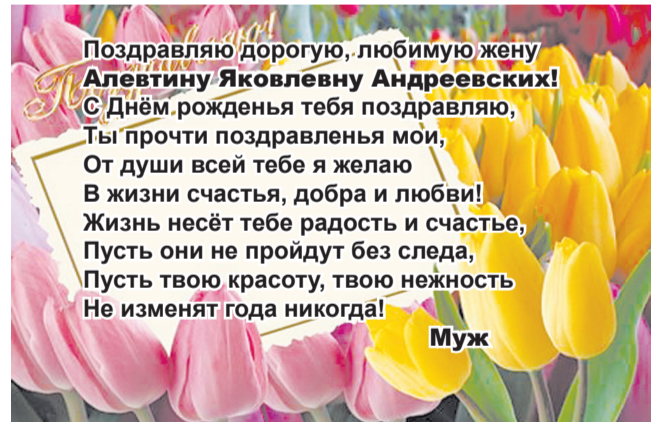 Поздравляю!
Поздравляю дорогую, любимую жену
Алевтину Яковлевну Андреевских!
С Днём рожденья тебя поздравляю,
Ты прочти поздравленья мои,
От души всей тебе я желаю
В жизни счастья, добра и любви!
Жизнь несёт тебе радость и счастье,
Пусть они не пройдут без следа,
Пусть твою красоту, твою нежность
Не изменят года никогда!
Муж